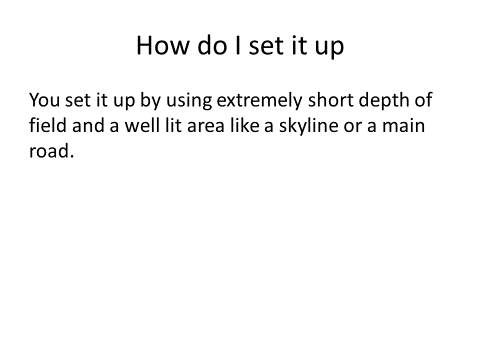 How do I set it up
You set it up by using extremely short depth of
field and a well lit area like a skyline or a main
road.